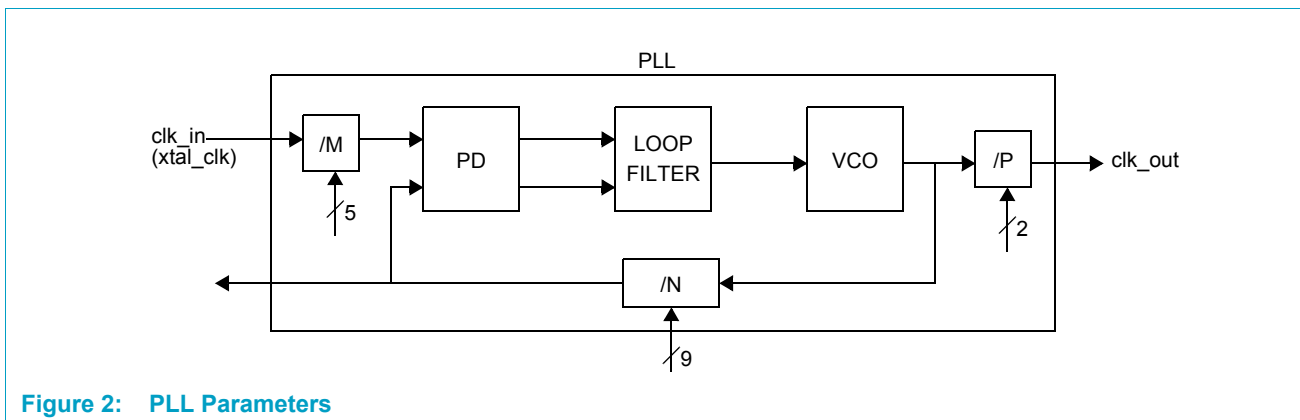 PLL
clk_in
(xtal_clk)
/M
PD
LOOP
FILTER
VCO
/P
clk_out
5
2
/N
9
Figure 2: PLL Parameters